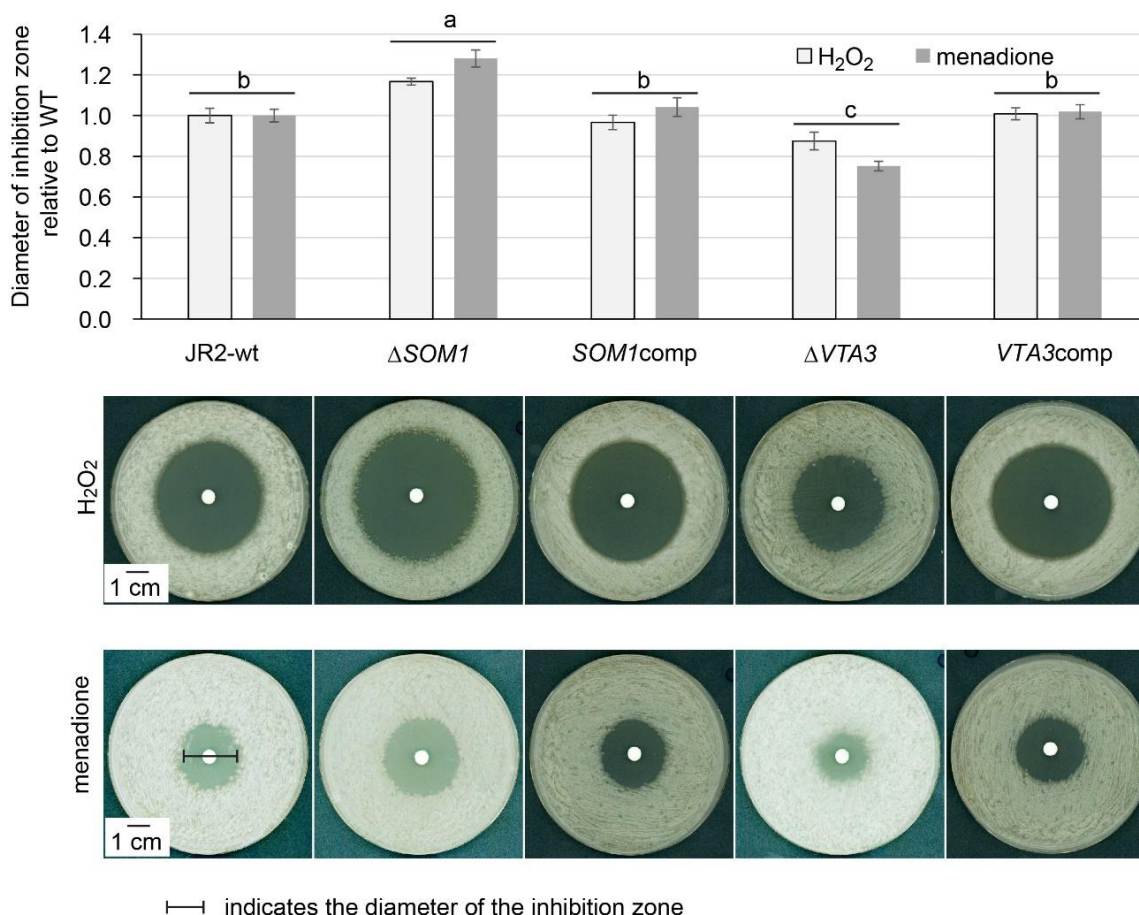 Diameter of inhibition zone
relative to WT
1.4
1.2
1.0
0.8
0.6
0.4
0.2
0.0
b
a
b
c
b
H₂O₂
menadione
JR2-wt
ΔSOM1
SOM1comp
ΔVTA3
VTA3comp
H₂O₂
1 cm
menadione
1 cm
indicates the diameter of the inhibition zone